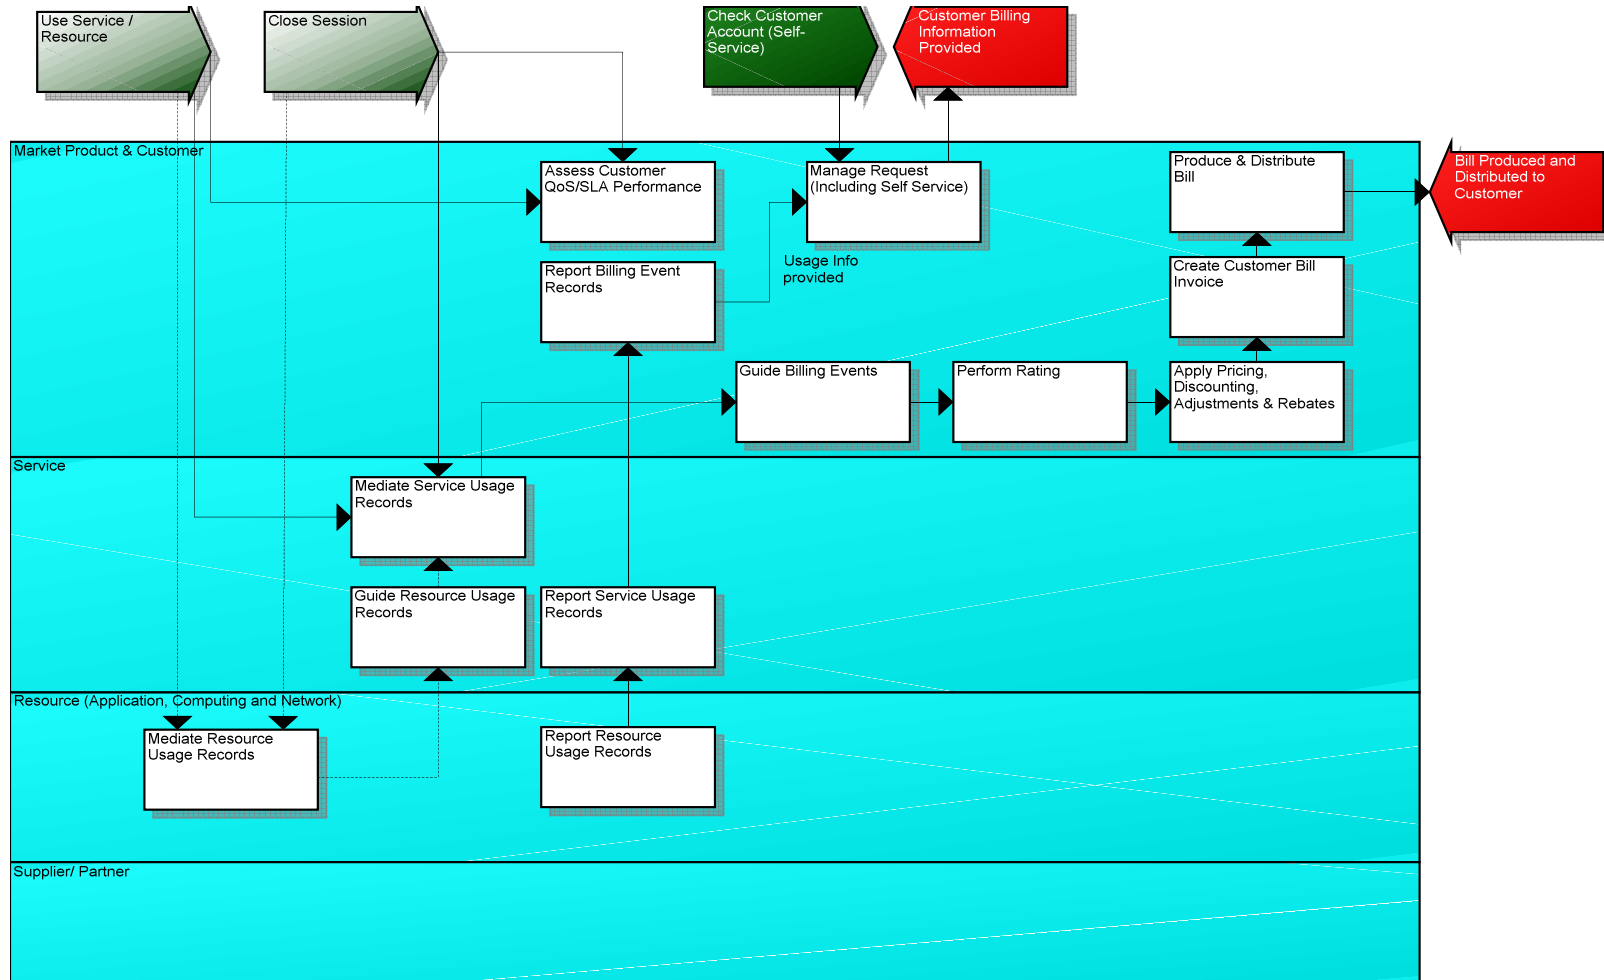 Use Service /
Resource
Close Session
Check Customer
Account (Self-
Service)
Customer Billing
Information
Provided
Market Product & Customer
Assess Customer
QoS/SLA Performance
Manage Request
(Including Self Service)
Produce & Distribute
Bill
Bill Produced and
Distributed to
Customer
Usage Info
provided
Report Billing Event
Records
Create Customer Bill
Invoice
Guide Billing Events
Perform Rating
Apply Pricing,
Discounting,
Adjustments & Rebates
Service
Mediate Service Usage
Records
Guide Resource Usage
Records
Report Service Usage
Records
Resource (Application, Computing and Network)
Mediate Resource
Usage Records
Report Resource
Usage Records
Supplier/ Partner